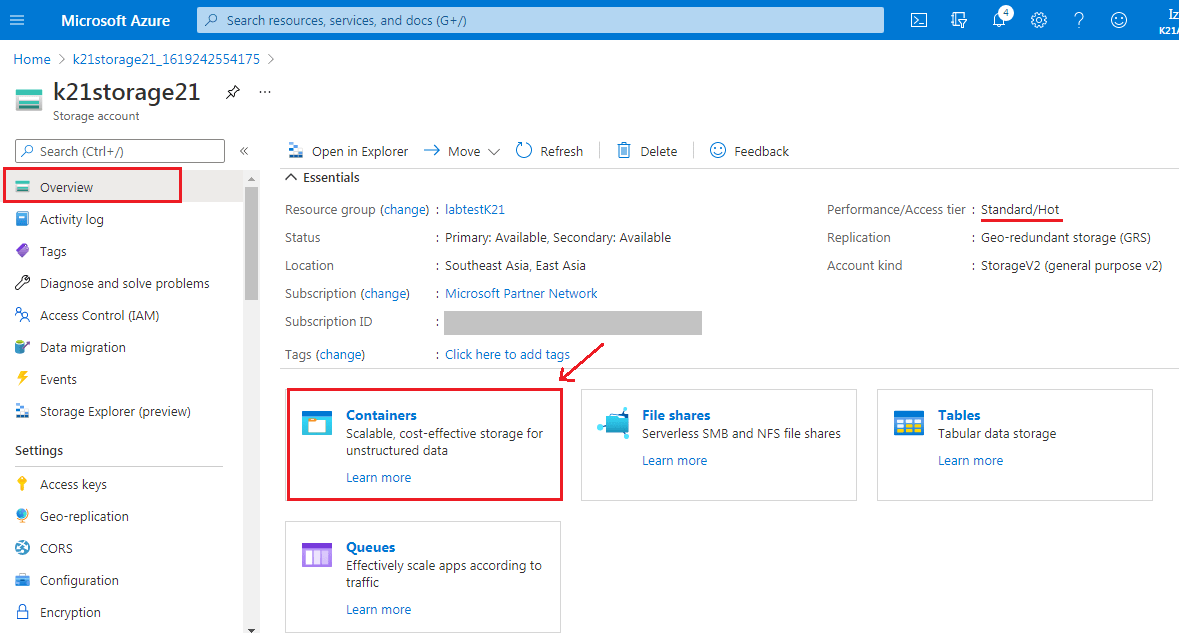 Microsoft Azure
Search resources, services, and docs (G+/)
4
Iz
K21A
Home > k21storage21_1619242554175 >
k21storage21
...
Storage account
Search (Ctrl+/)
«
Overview
Activity log
Tags
Diagnose and solve problems
Access Control (IAM)
Data migration
Events
Storage Explorer (preview)
Settings
Access keys
Geo-replication
CORS
Configuration
Encryption
Open in Explorer
Move
Refresh
Delete
Feedback
Essentials
Resource group (change) : labtestK21
Status : Primary: Available, Secondary: Available
Location : Southeast Asia, East Asia
Subscription (change) : Microsoft Partner Network
Subscription ID :
Tags (change) : Click here to add tags
Performance/Access tier : Standard/Hot
Replication : Geo-redundant storage (GRS)
Account kind : StorageV2 (general purpose v2)
Containers
Scalable, cost-effective storage for
unstructured data
Learn more
File shares
Serverless SMB and NFS file shares
Learn more
Tables
Tabular data storage
Learn more
Queues
Effectively scale apps according to
traffic
Learn more